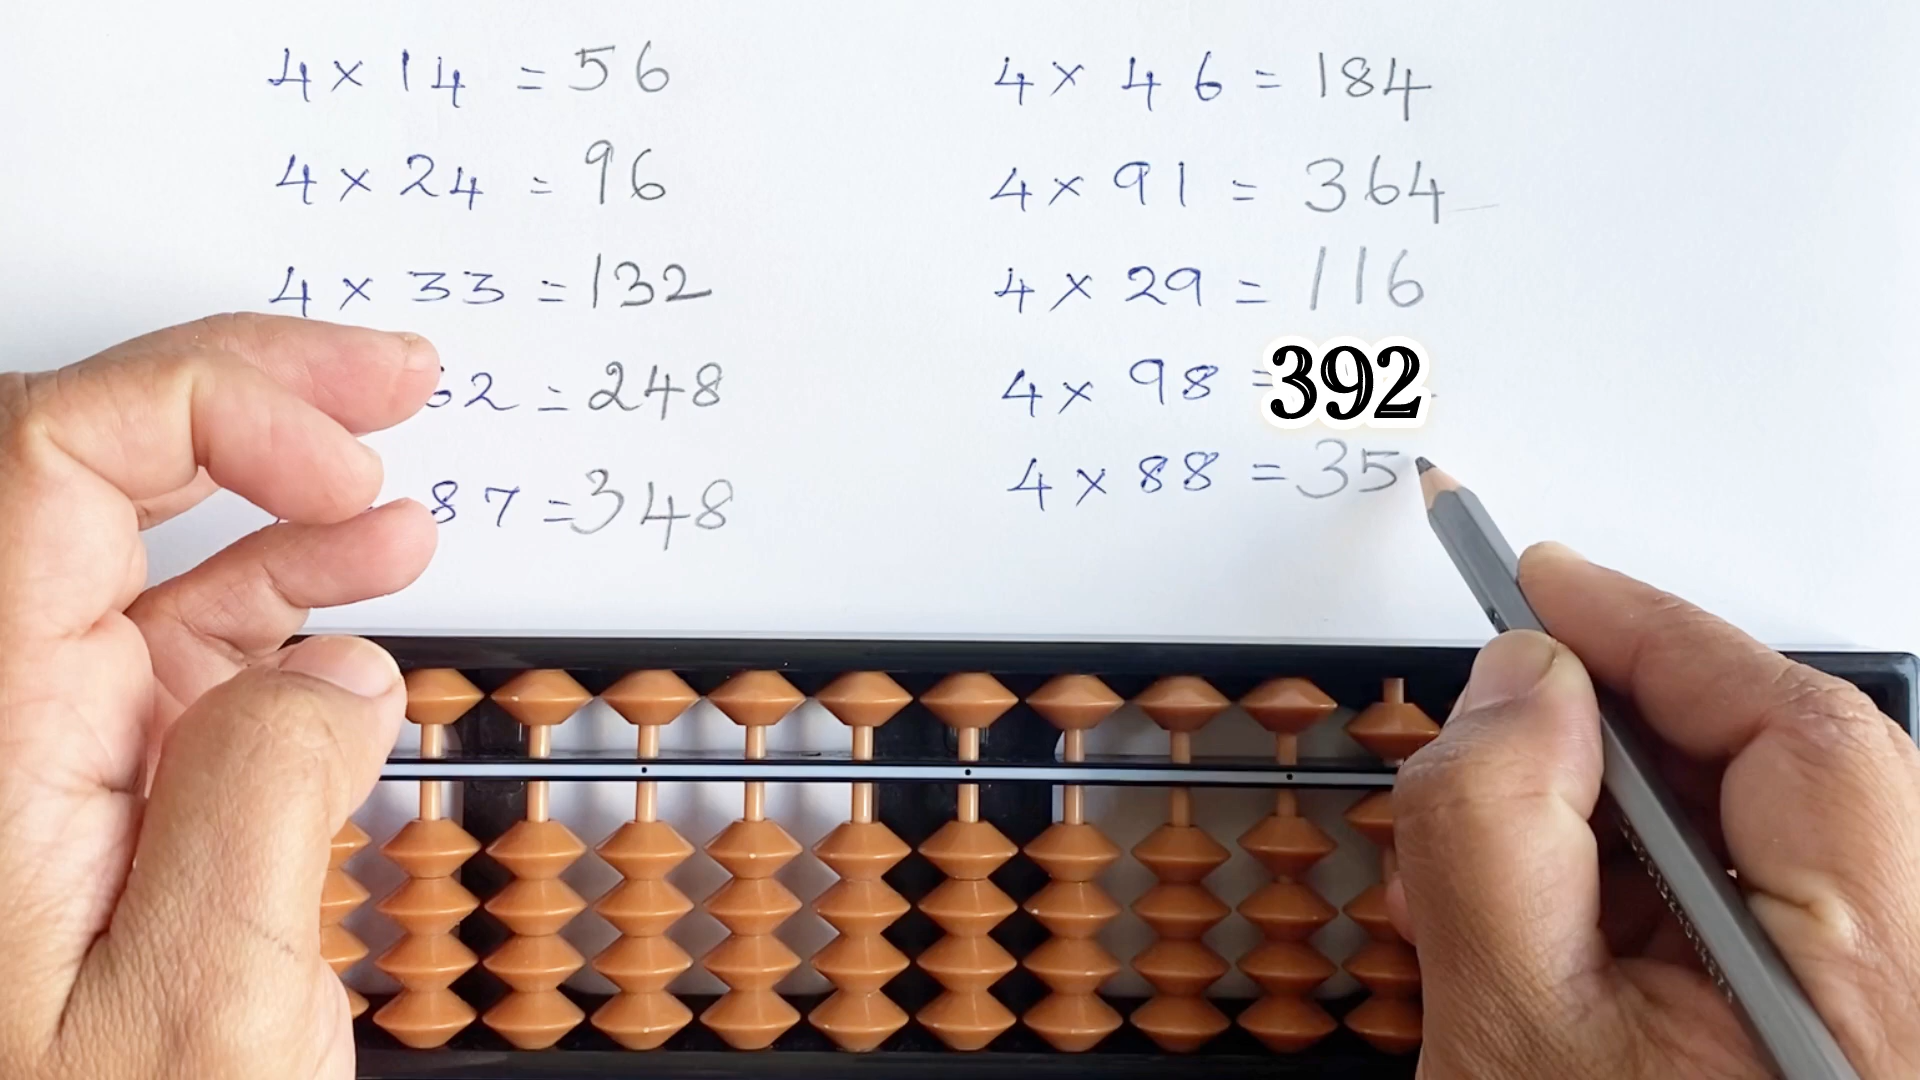 4 × 14 = 56
4 × 24 = 96
4 × 33 = 132
2 = 248
87 = 348
4 × 46 = 184
4 × 91 = 364
4 × 29 = 116
4 × 98 = 392
4 × 88 = 35